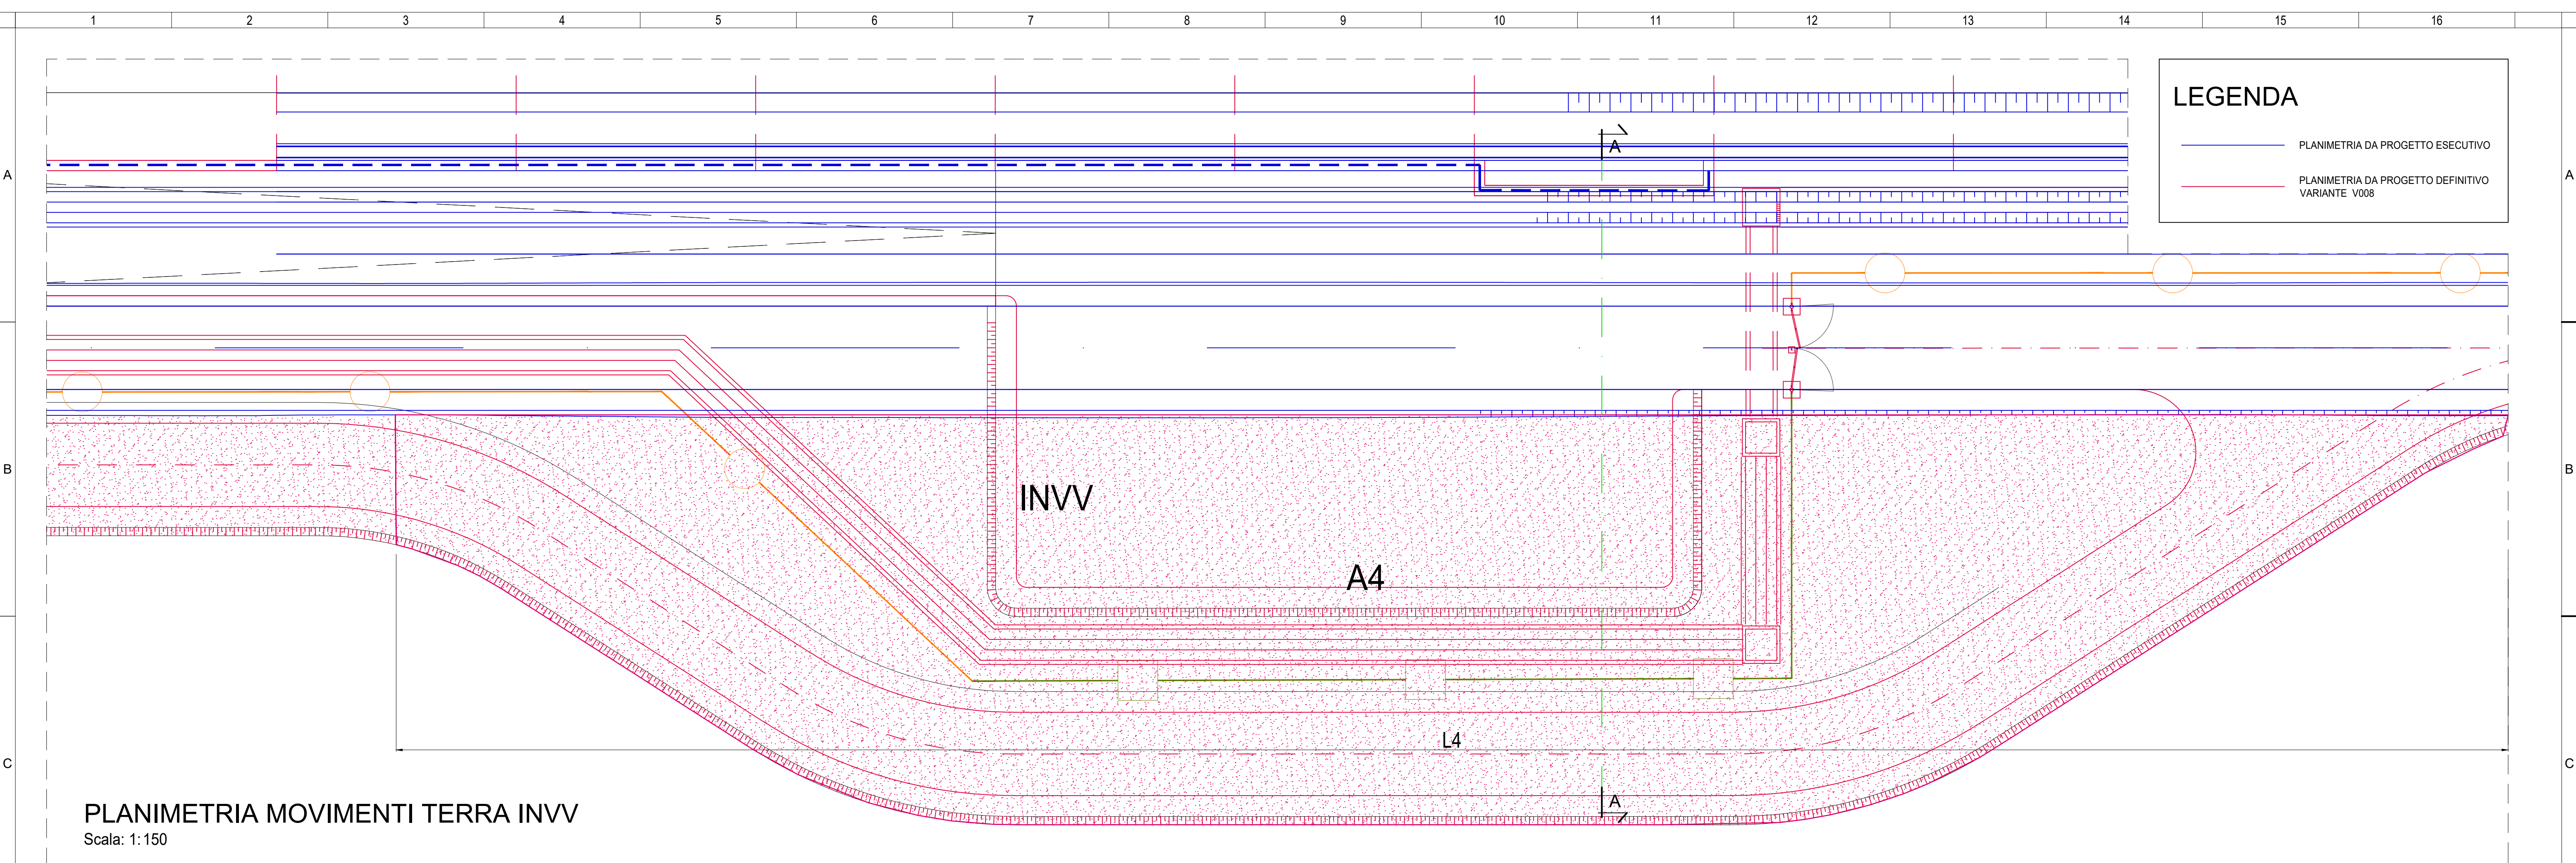 1 2 3 4 5 6 7 8 9 10 11 12 13 14 15 16
LEGENDA
PLANIMETRIA DA PROGETTO ESECUTIVO
PLANIMETRIA DA PROGETTO DEFINITIVO
VARIANTE V008
A
A
A
B
B
INVV
A4
L4
C
C
A
PLANIMETRIA MOVIMENTI TERRA INVV
Scala: 1:150